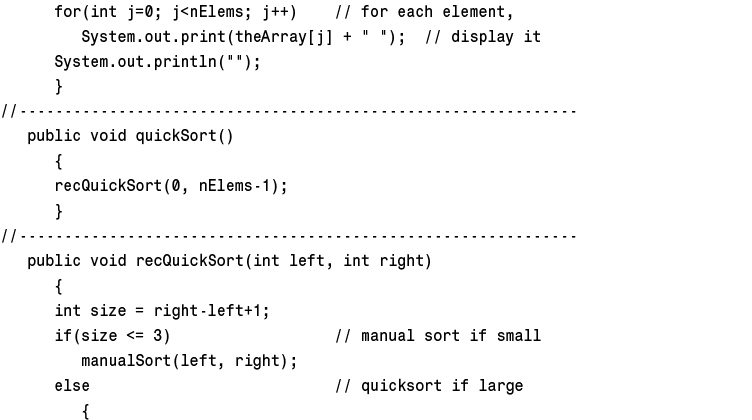 for(int j=0; j<nElems; j++)    // for each element,
System.out.print(theArray[j] + " ");  // display it
System.out.println("");
}
//--------------------------------------------------------------
public void quickSort()
{
recQuickSort(0, nElems-1);
}
//--------------------------------------------------------------
public void recQuickSort(int left, int right)
{
int size = right-left+1;
if(size <= 3)                  // manual sort if small
manualSort(left, right);
else                           // quicksort if large
{